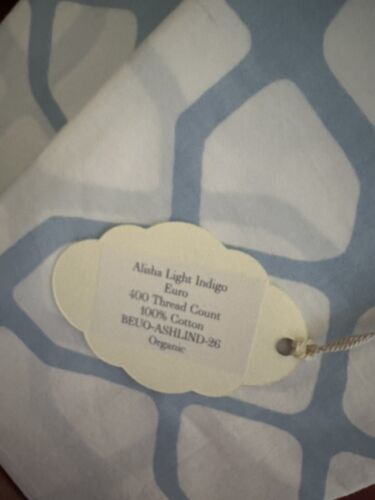 Alisha Light Indigo
Euro
400 Thread Count
100% Cotton
BEUO-ASHLIND-26
Organic